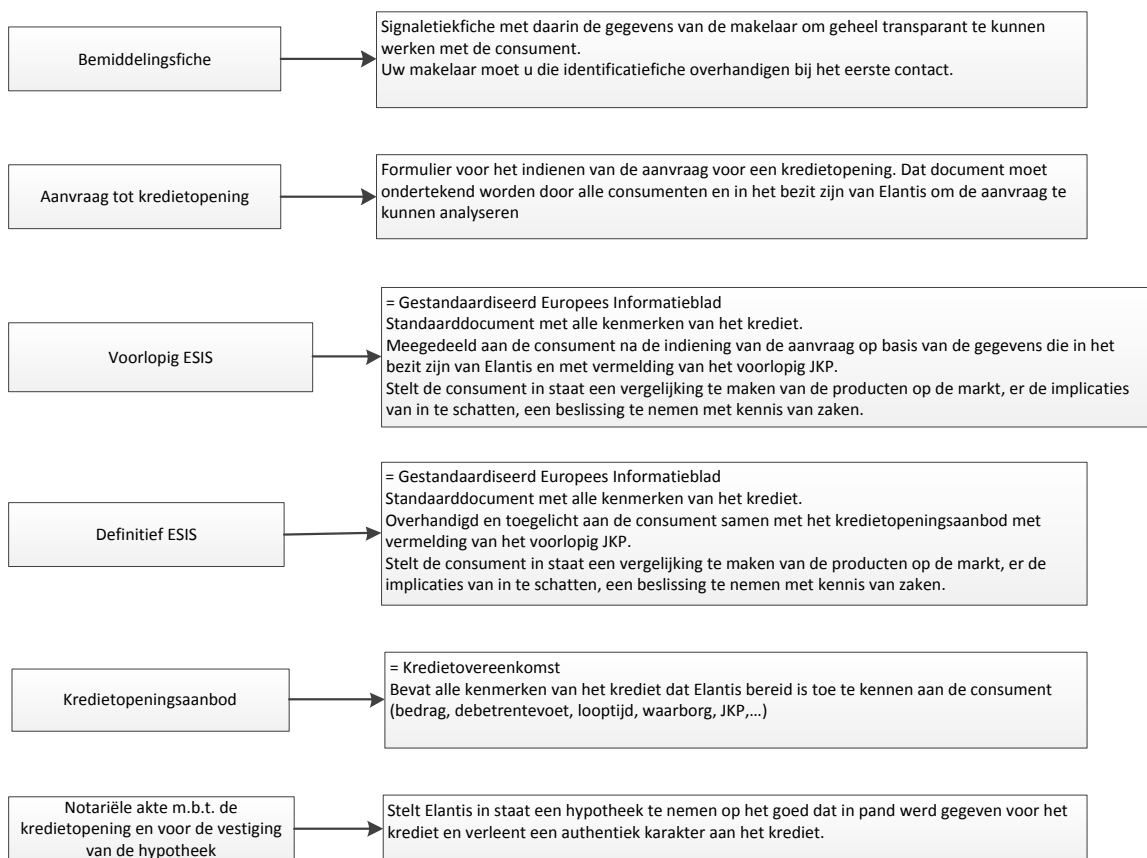 Bemiddelingsfiche
Signaletiekfiche met daarin de gegevens van de makelaar om geheel transparant te kunnen
werken met de consument.
Uw makelaar moet u die identificatiefiche overhandigen bij het eerste contact.
Aanvraag tot kredietopening
Formulier voor het indienen van de aanvraag voor een kredietopening. Dat document moet
ondertekend worden door alle consumenten en in het bezit zijn van Elantis om de aanvraag te
kunnen analyseren
Voorlopig ESIS
= Gestandaardiseerd Europees Informatieblad
Standaarddocument met alle kenmerken van het krediet.
Meegedeeld aan de consument na de indiening van de aanvraag op basis van de gegevens die in het
bezit zijn van Elantis en met vermelding van het voorlopig JKP.
Stelt de consument in staat een vergelijking te maken van de producten op de markt, er de implicaties
van in te schatten, een beslissing te nemen met kennis van zaken.
Definitief ESIS
= Gestandaardiseerd Europees Informatieblad
Standaarddocument met alle kenmerken van het krediet.
Overhandigd en toegelicht aan de consument samen met het kredietopeningsaanbod met
vermelding van het voorlopig JKP.
Stelt de consument in staat een vergelijking te maken van de producten op de markt, er de
implicaties van in te schatten, een beslissing te nemen met kennis van zaken.
Kredietopeningsaanbod
= Kredietovereenkomst
Bevat alle kenmerken van het krediet dat Elantis bereid is toe te kennen aan de consument
(bedrag, debetrentevoet, looptijd, waarborg, JKP,…)
Notariële akte m.b.t. de
kredietopening en voor de vestiging
van de hypotheek
Stelt Elantis in staat een hypotheek te nemen op het goed dat in pand werd gegeven voor het
krediet en verleent een authentiek karakter aan het krediet.